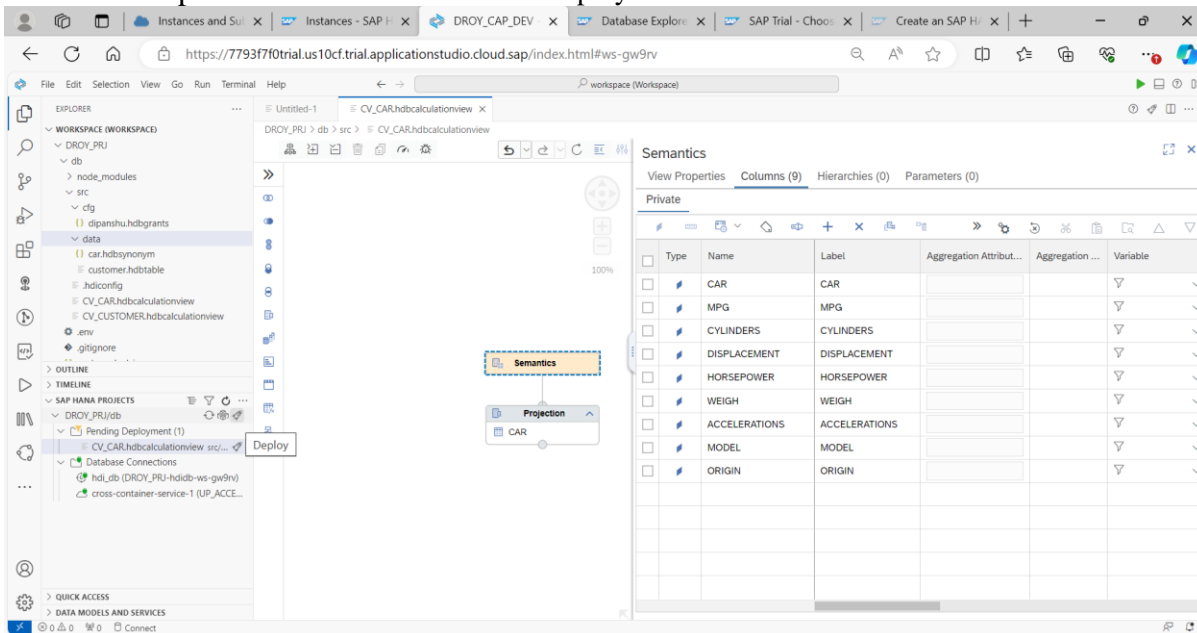 Instances and Sul
Instances - SAP H
DROY_CAP_DEV
Database Explore
SAP Trial - Choos
Create an SAP H
https://7793f7f0trial.us10cf.trial.applicationstudio.cloud.sap/index.html#ws-gw9rv
File Edit Selection View Go Run Terminal Help
workspace (Workspace)
EXPLORER
Untitled-1
CV_CAR.hdbcalculationview
WORKSPACE (WORKSPACE)
DROY_PRJ > db > src > CV_CAR.hdbcalculationview
DROY_PRJ
db
node_modules
src
cfg
dipanshu.hdbgrants
data
car.hdbsynonym
customer.hdbtable
.hdiconfig
CV_CAR.hdbcalculationview
CV_CUSTOMER.hdbcalculationview
.env
.gitignore
OUTLINE
TIMELINE
SAP HANA PROJECTS
DROY_PRJ/db
Pending Deployment (1)
CV_CAR.hdbcalculationview src/...
Deploy
Database Connections
hdi_db (DROY_PRJ-hdidb-ws-gw9rv)
cross-container-service-1 (UP_ACCE...
QUICK ACCESS
DATA MODELS AND SERVICES
0 0 0 Connect
100%
Semantics
Projection
CAR
Semantics
View Properties Columns (9) Hierarchies (0) Parameters (0)
Private
Type Name Label Aggregation Attribut... Aggregation ... Variable
CAR CAR
MPG MPG
CYLINDERS CYLINDERS
DISPLACEMENT DISPLACEMENT
HORSEPOWER HORSEPOWER
WEIGH WEIGH
ACCELERATIONS ACCELERATIONS
MODEL MODEL
ORIGIN ORIGIN